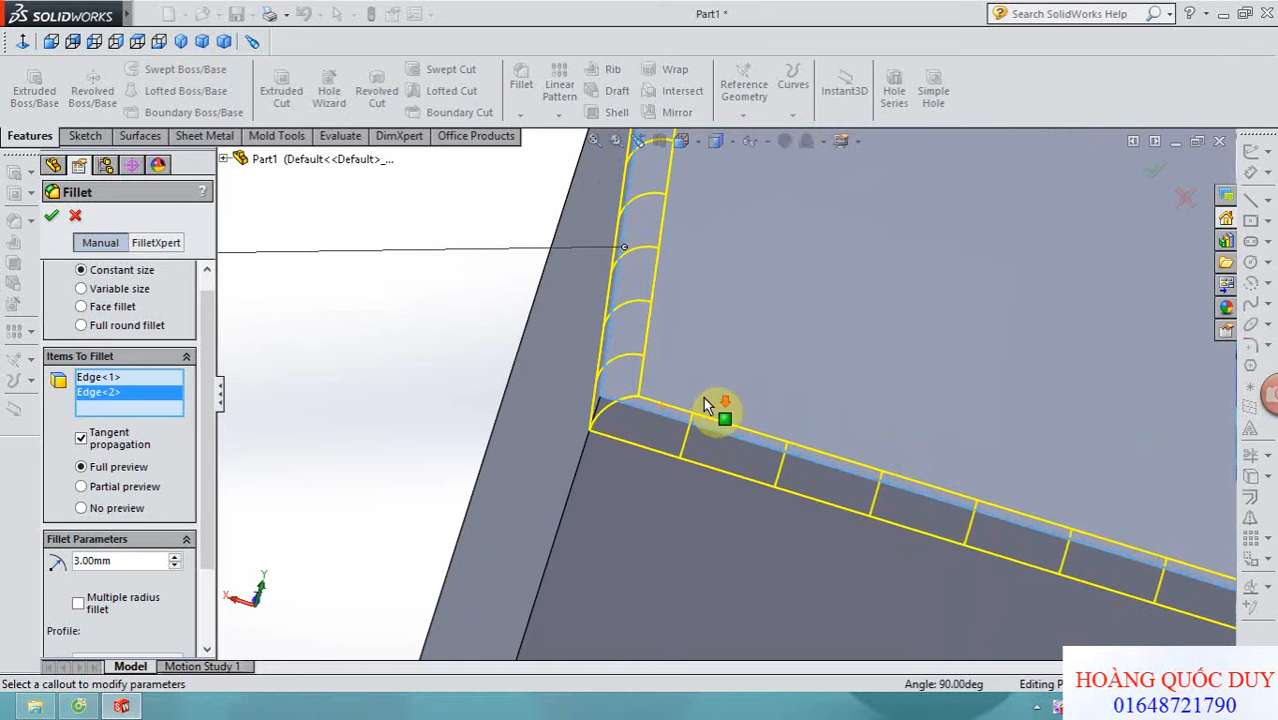 SOLIDWORKS
Part1 *
Search SolidWorks Help
Extruded Boss/Base
Revolved Boss/Base
Swept Boss/Base
Lofted Boss/Base
Boundary Boss/Base
Extruded Cut
Hole Wizard
Revolved Cut
Swept Cut
Lofted Cut
Boundary Cut
Fillet
Linear Pattern
Rib
Draft
Shell
Wrap
Intersect
Mirror
Reference Geometry
Curves
Instant3D
Hole Series
Simple Hole
Features
Sketch
Surfaces
Sheet Metal
Mold Tools
Evaluate
DimXpert
Office Products
Part1 (Default<<Default>_...
Fillet
?
Manual
FilletXpert
Constant size
Variable size
Face fillet
Full round fillet
Items To Fillet
Edge<1>
Edge<2>
Tangent
propagation
Full preview
Partial preview
No preview
Fillet Parameters
3.00mm
Multiple radius
fillet
Profile:
Y
X
Model
Motion Study 1
Select a callout to modify parameters
Angle: 90.00deg
HOÀNG QUỐC DUY
01648721790